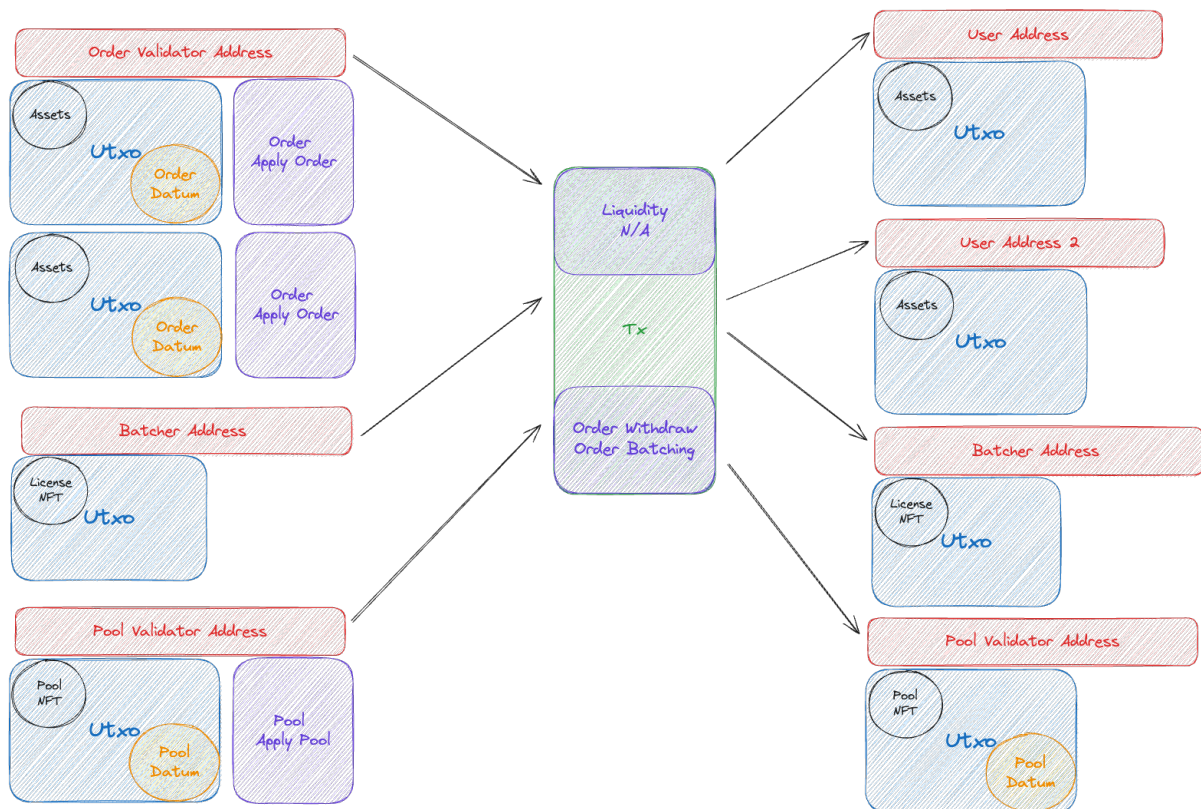 Order Validator Address
Assets
Utxo
Order
Datum
Order
Apply Order
Assets
Utxo
Order
Datum
Order
Apply Order
Batcher Address
License
NFT
Utxo
Pool Validator Address
Pool
NFT
Utxo
Pool
Datum
Pool
Apply Pool
Liquidity
N/A
Tx
Order Withdraw
Order Batching
User Address
Assets
Utxo
User Address 2
Assets
Utxo
Batcher Address
License
NFT
Utxo
Pool Validator Address
Pool
NFT
Utxo
Pool
Datum